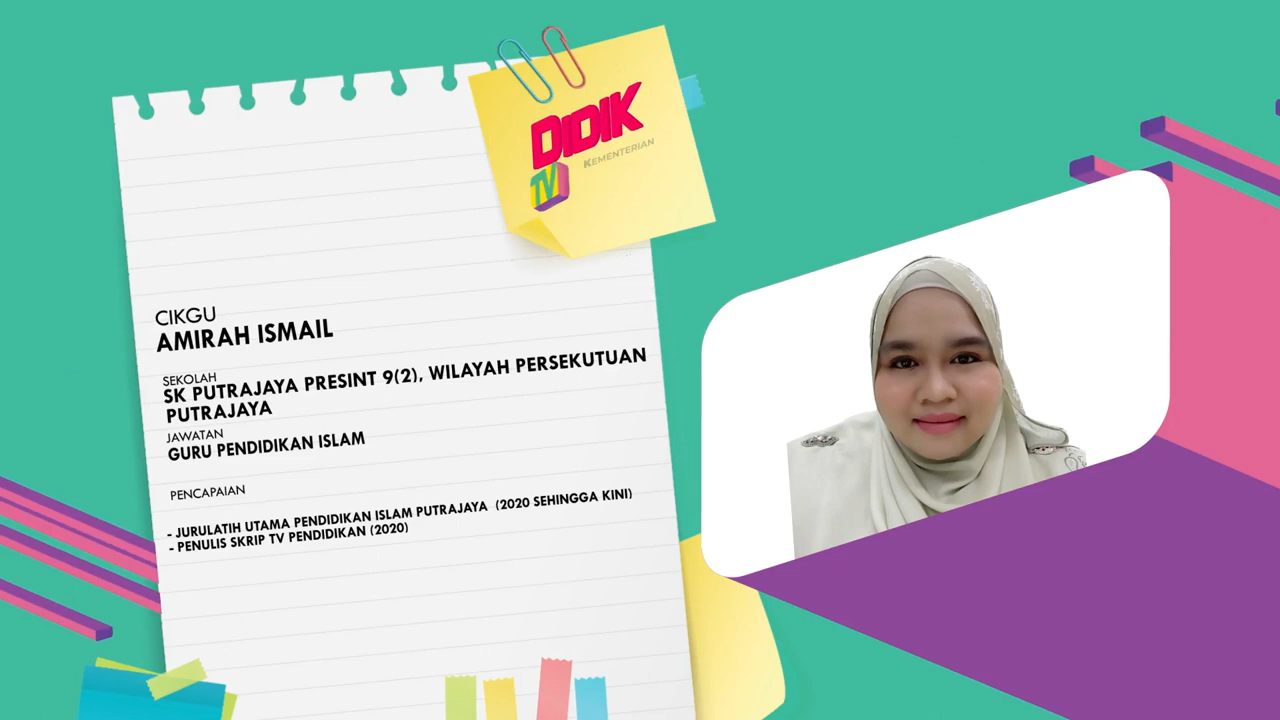 DIDIK
TV
KEMENTERIAN
CIKGU
AMIRAH ISMAIL
SEKOLAH
SK PUTRAJAYA PRESINT 9(2), WILAYAH PERSEKUTUAN
PUTRAJAYA
JAWATAN
GURU PENDIDIKAN ISLAM
PENCAPAIAN
- JURULATIH UTAMA PENDIDIKAN ISLAM PUTRAJAYA (2020 SEHINGGA KINI)
- PENULIS SKRIP TV PENDIDIKAN (2020)